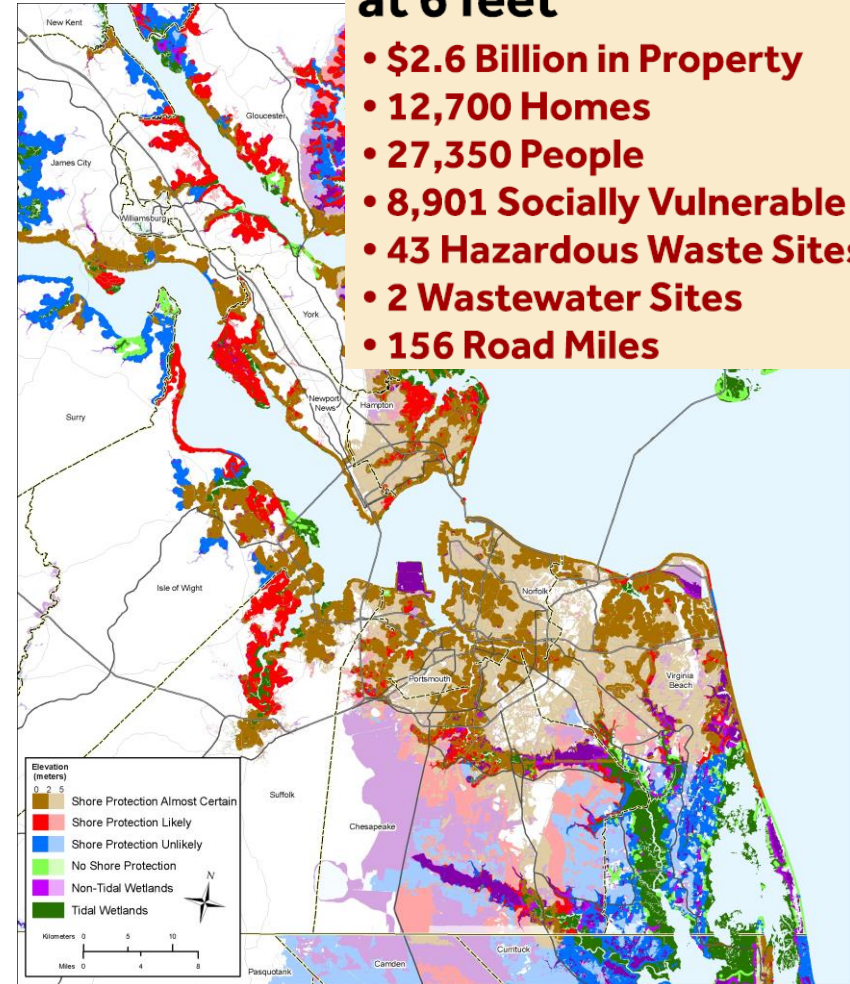 at 6 feet
• $2.6 Billion in Property
• 12,700 Homes
• 27,350 People
• 8,901 Socially Vulnerable
• 43 Hazardous Waste Sites
• 2 Wastewater Sites
• 156 Road Miles
New Kent
Gloucester
James City
Williamsburg
York
Surry
Newport
News
Hampton
Isle of Wight
Norfolk
Portsmouth
Virginia
Beach
Suffolk
Chesapeake
Currituck
Camden
Pasquotank
Elevation
(meters)
0 2 5
Shore Protection Almost Certain
Shore Protection Likely
Shore Protection Unlikely
No Shore Protection
Non-Tidal Wetlands
Tidal Wetlands
N
Kilometers 0 5 10
Miles 0 4 8